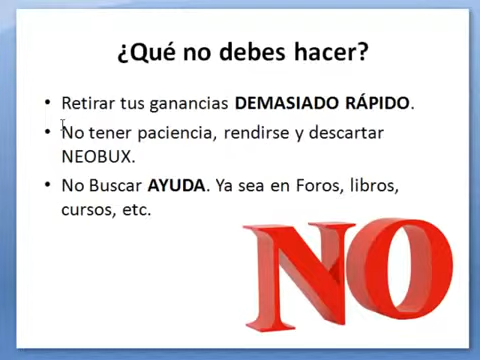 ¿Qué no debes hacer?
• Retirar tus ganancias DEMASIADO RÁPIDO.
• No tener paciencia, rendirse y descartar
NEOBUX.
• No Buscar AYUDA. Ya sea en Foros, libros,
cursos, etc.
NO